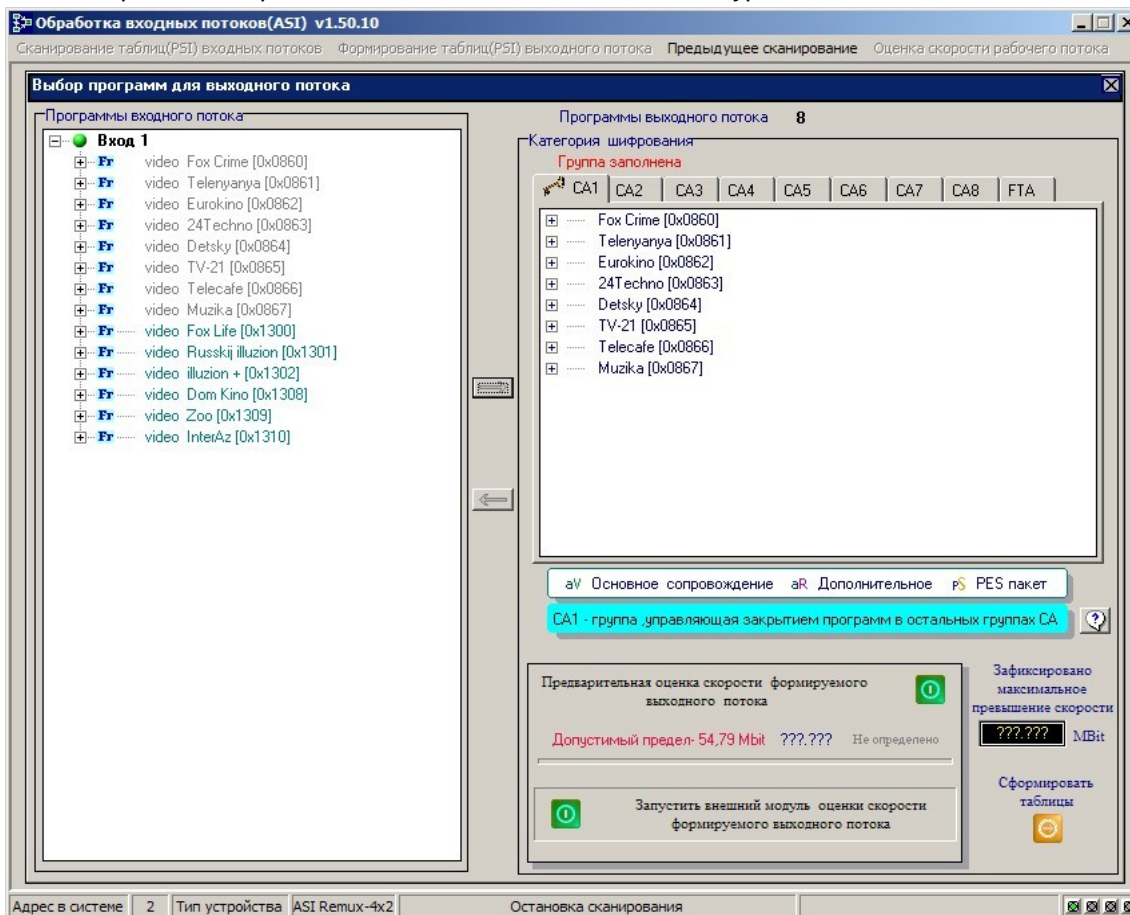 Обработка входных потоков(ASI) v1.50.10
Сканирование таблиц(PSI) входных потоков Формирование таблиц(PSI) выходного потока Предыдущее сканирование Оценка скорости рабочего потока
Выбор программ для выходного потока
Программы входного потока
Вход 1
Fr video Fox Crime [0x0860]
Fr video Telenyanya [0x0861]
Fr video Eurokino [0x0862]
Fr video 24Techno [0x0863]
Fr video Detsky [0x0864]
Fr video TV-21 [0x0865]
Fr video Telecafe [0x0866]
Fr video Muzika [0x0867]
Fr video Fox Life [0x1300]
Fr video Russkij illuzion [0x1301]
Fr video illuzion + [0x1302]
Fr video Dom Kino [0x1308]
Fr video Zoo [0x1309]
Fr video InterAz [0x1310]
Программы выходного потока 8
Категория шифрования
Группа заполнена
CA1 CA2 CA3 CA4 CA5 CA6 CA7 CA8 FTA
Fox Crime [0x0860]
Telenyanya [0x0861]
Eurokino [0x0862]
24Techno [0x0863]
Detsky [0x0864]
TV-21 [0x0865]
Telecafe [0x0866]
Muzika [0x0867]
aV Основное сопровождение aR Дополнительное pS PES пакет
CA1 - группа ,управляющая закрытием программ в остальных группах CA
Предварительная оценка скорости формируемого
выходного потока
Допустимый предел- 54,79 Mbit ???.??? Не определено
Запустить внешний модуль оценки скорости
формируемого выходного потока
Зафиксировано
максимальное
превышение скорости
???.??? MBit
Сформировать
таблицы
Адрес в системе 2 Тип устройства ASI Remux-4x2 Остановка сканирования